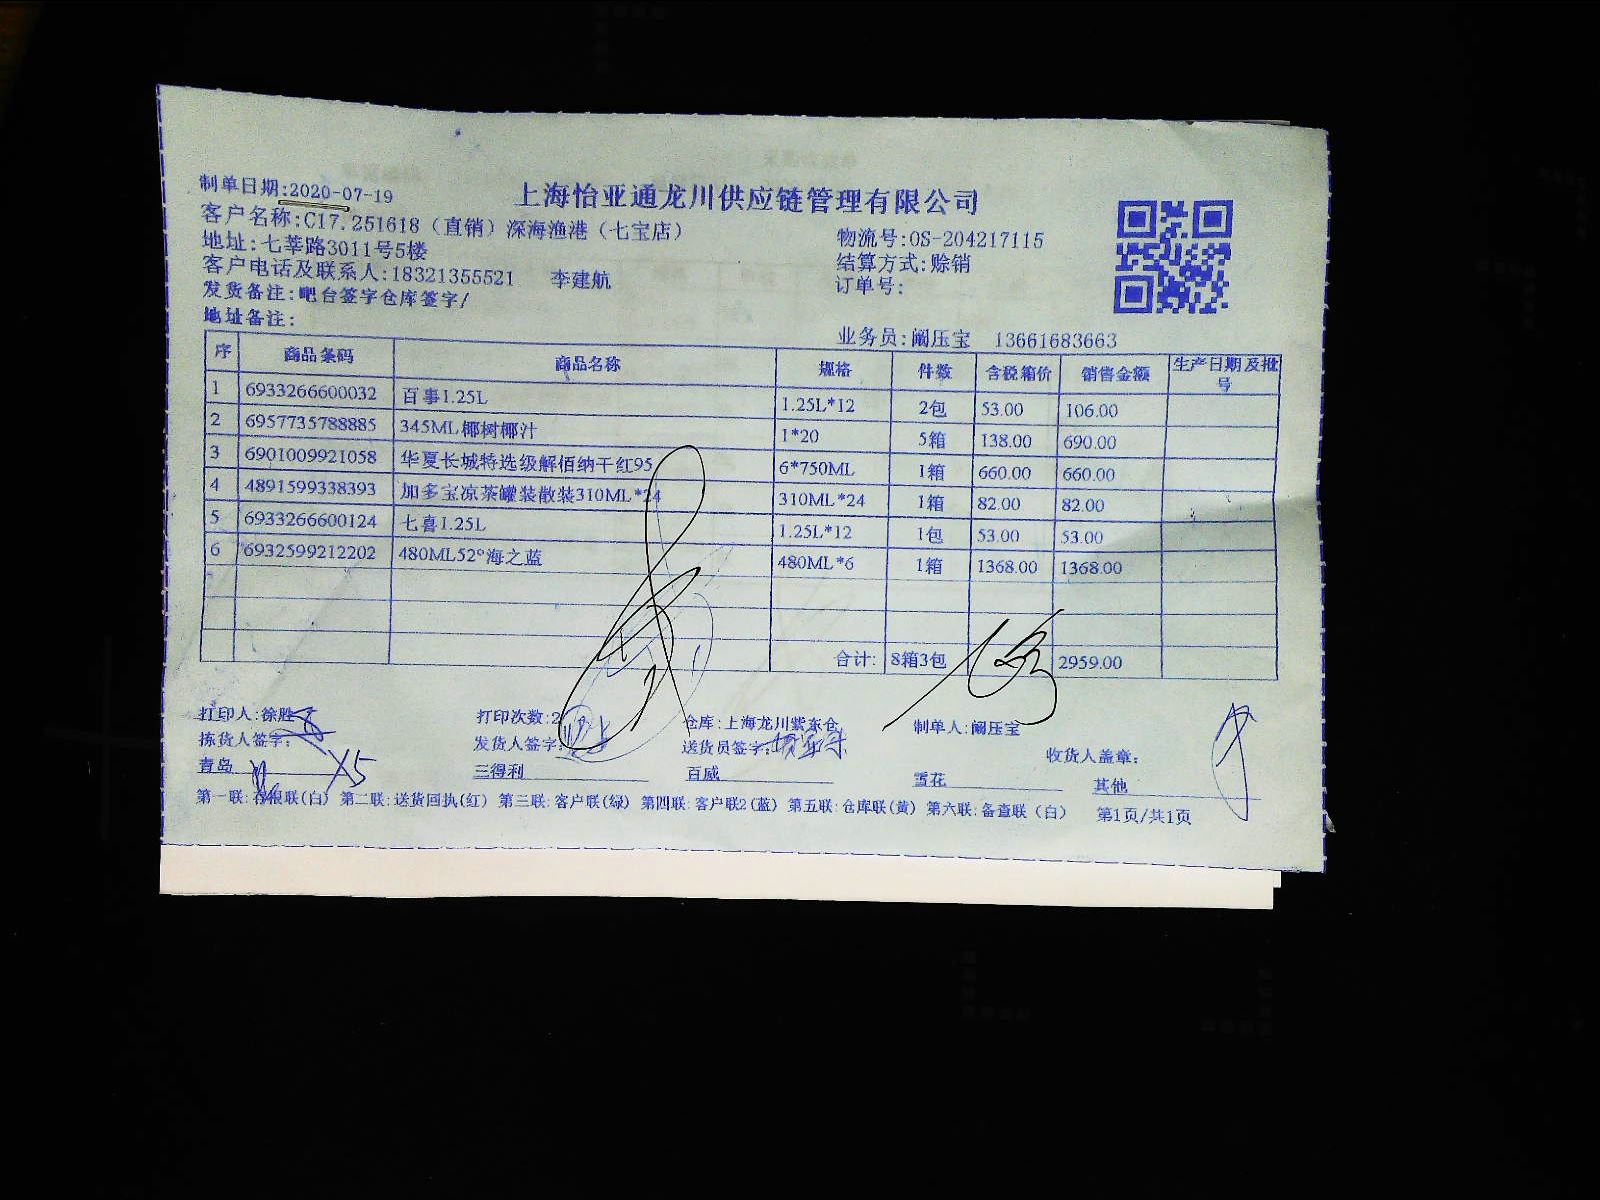 上海怡亚通龙川供应链管理有限公司
制单日期:2020-07-19
客户名称:C17.251618（直销）深海渔港（七宝店）
地址:七莘路3011号5楼
客户电话及联系人:18321355521 李建航
发货备注:吧台签字仓库签字/
地址备注:
物流号:OS-204217115
结算方式:赊销
订单号:
业务员:阚压宝 13661683663
序 商品条码 商品名称 规格 件数 含税箱价 销售金额 生产日期及批号
1 6933266600032 百事1.25L 1.25L*12 2包 53.00 106.00
2 6957735788885 345ML椰树椰汁 1*20 5箱 138.00 690.00
3 6901009921058 华夏长城特选级解佰纳干红95 6*750ML 1箱 660.00 660.00
4 4891599338393 加多宝凉茶罐装散装310ML*24 310ML*24 1箱 82.00 82.00
5 6933266600124 七喜1.25L 1.25L*12 1包 53.00 53.00
6 6932599212202 480ML52°海之蓝 480ML*6 1箱 1368.00 1368.00
合计: 8箱3包 2959.00
打印人:徐胜 打印次数:2 仓库:上海龙川紫东仓 制单人:阚压宝
拣货人签字: 发货人签字: 送货员签字: 收货人盖章:
青岛 X5 三得利 百威 雪花 其他
第一联:存根联(白) 第二联:送货回执(红) 第三联:客户联(绿) 第四联:客户联2(蓝) 第五联:仓库联(黄) 第六联:备查联（白） 第1页/共1页